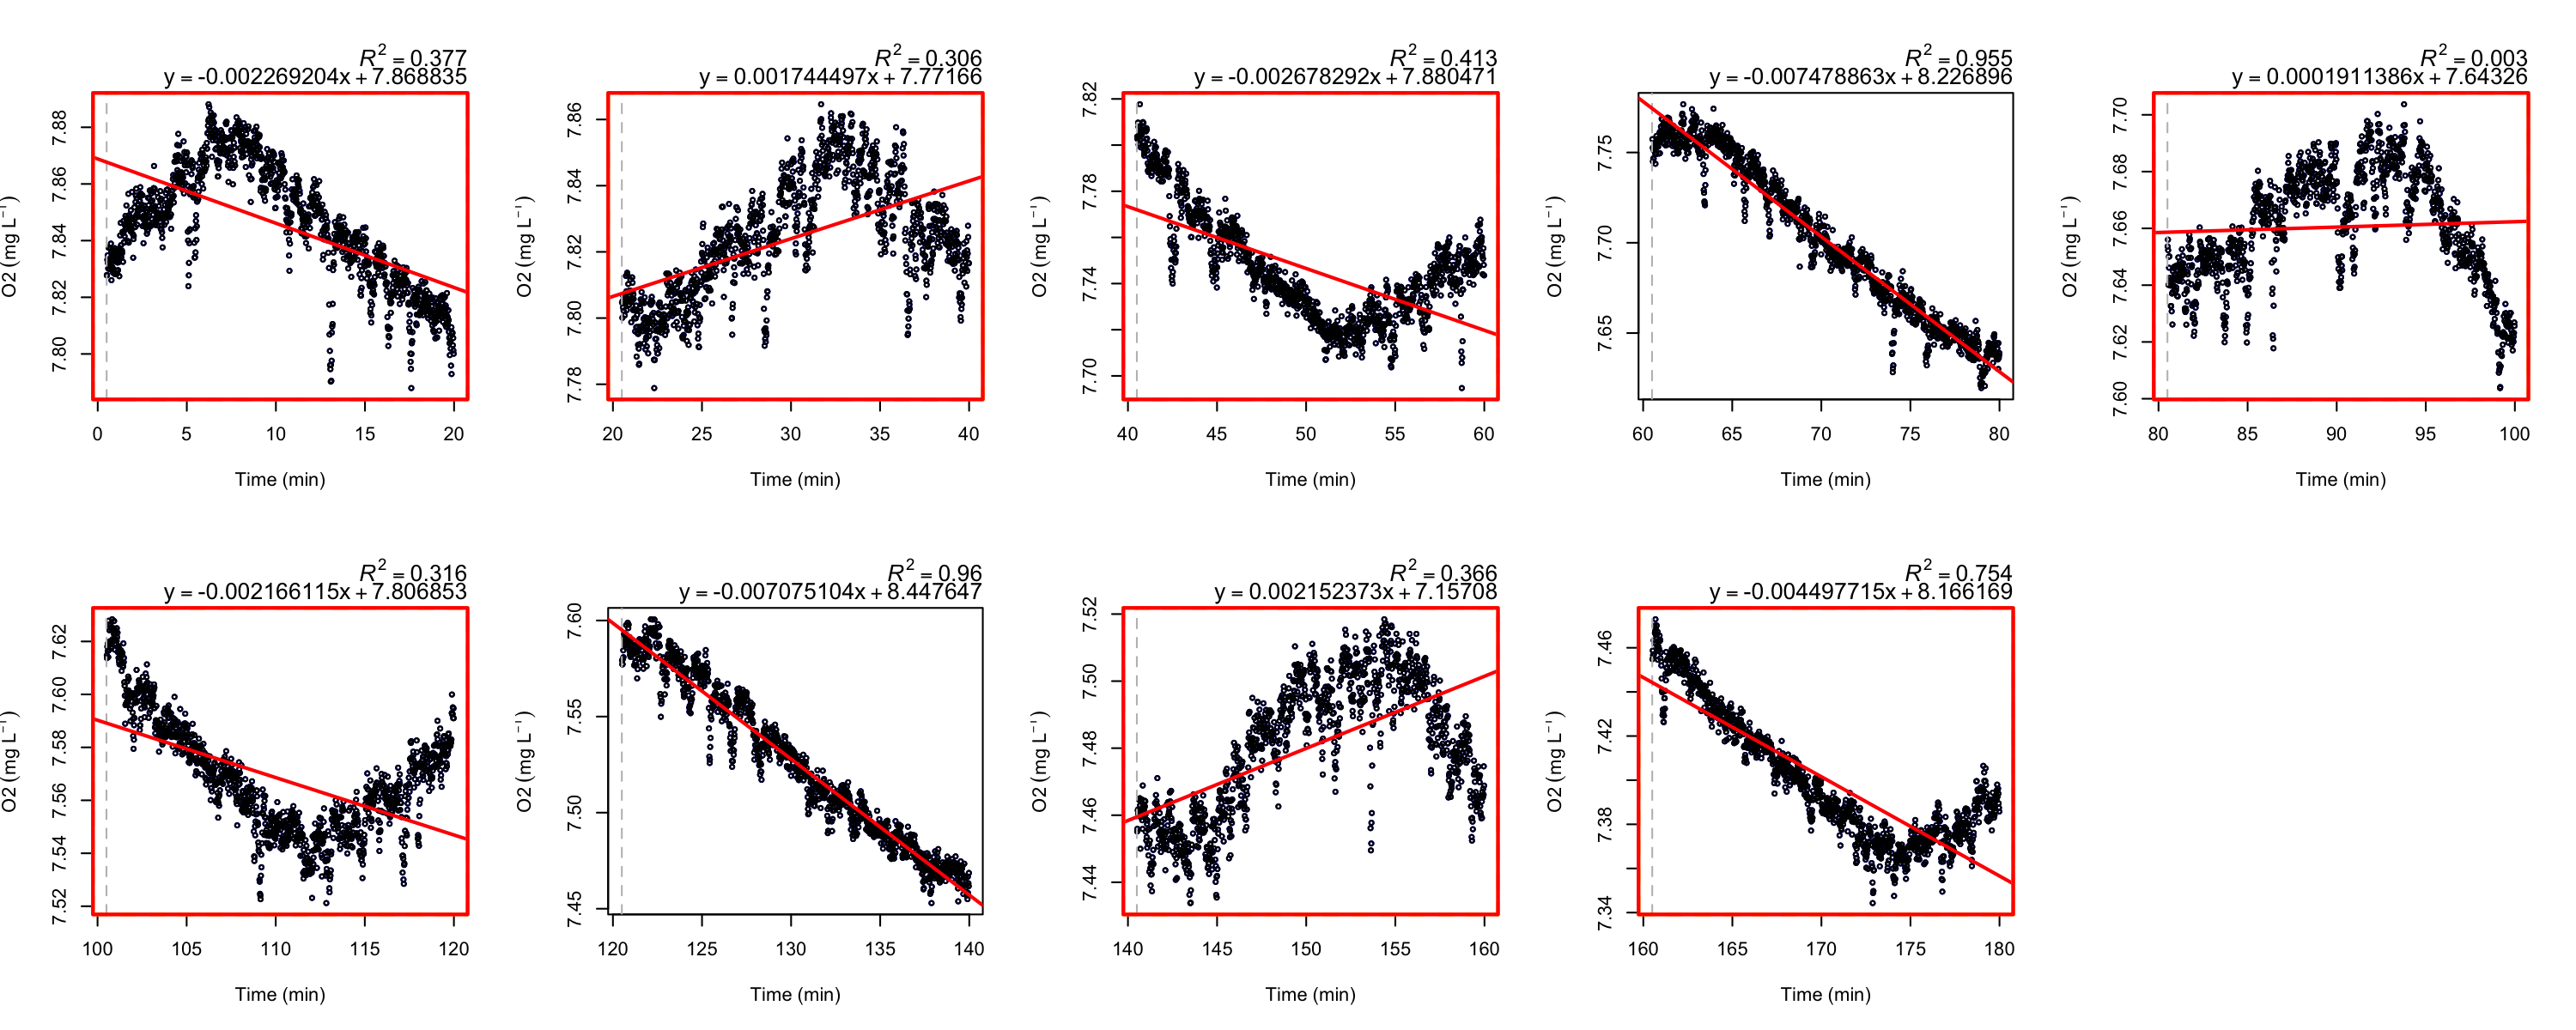 R² = 0.377
y = -0.002269204x + 7.868835
O2 (mg L⁻¹)
7.80 7.82 7.84 7.86 7.88
0 5 10 15 20
Time (min)
R² = 0.306
y = 0.001744497x + 7.77166
O2 (mg L⁻¹)
7.78 7.80 7.82 7.84 7.86
20 25 30 35 40
Time (min)
R² = 0.413
y = -0.002678292x + 7.880471
O2 (mg L⁻¹)
7.70 7.74 7.78 7.82
40 45 50 55 60
Time (min)
R² = 0.955
y = -0.007478863x + 8.226896
O2 (mg L⁻¹)
7.65 7.70 7.75
60 65 70 75 80
Time (min)
R² = 0.003
y = 0.0001911386x + 7.64326
O2 (mg L⁻¹)
7.60 7.62 7.64 7.66 7.68 7.70
80 85 90 95 100
Time (min)
R² = 0.316
y = -0.002166115x + 7.806853
O2 (mg L⁻¹)
7.52 7.54 7.56 7.58 7.60 7.62
100 105 110 115 120
Time (min)
R² = 0.96
y = -0.007075104x + 8.447647
O2 (mg L⁻¹)
7.45 7.50 7.55 7.60
120 125 130 135 140
Time (min)
R² = 0.366
y = 0.002152373x + 7.15708
O2 (mg L⁻¹)
7.44 7.46 7.48 7.50 7.52
140 145 150 155 160
Time (min)
R² = 0.754
y = -0.004497715x + 8.166169
O2 (mg L⁻¹)
7.34 7.38 7.42 7.46
160 165 170 175 180
Time (min)